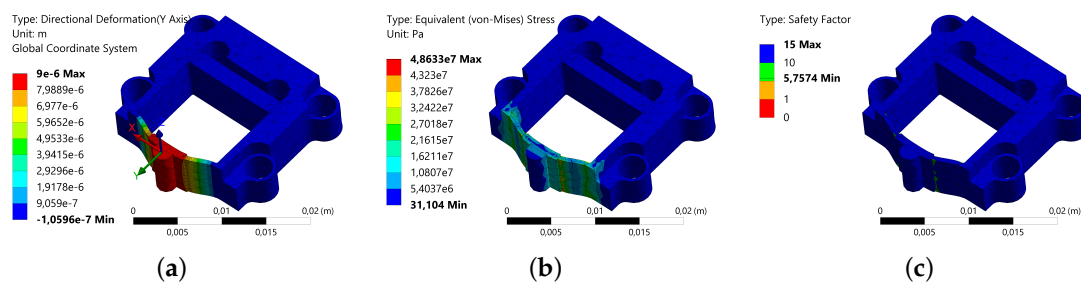 Type: Directional Deformation(Y Axis)
Unit: m
Global Coordinate System
9e-6 Max
7,9889e-6
6,977e-6
5,9652e-6
4,9533e-6
3,9415e-6
2,9296e-6
1,9178e-6
9,059e-7
-1,0596e-7 Min
X
Y
0
0,01
0,02 (m)
0,005
0,015
(a)
Type: Equivalent (von-Mises) Stress
Unit: Pa
4,8633e7 Max
4,323e7
3,7826e7
3,2422e7
2,7018e7
2,1615e7
1,6211e7
1,0807e7
5,4037e6
31,104 Min
0
0,01
0,02 (m)
0,005
0,015
(b)
Type: Safety Factor
15 Max
10
5,7574 Min
1
0
0
0,01
0,02 (m)
0,005
0,015
(c)